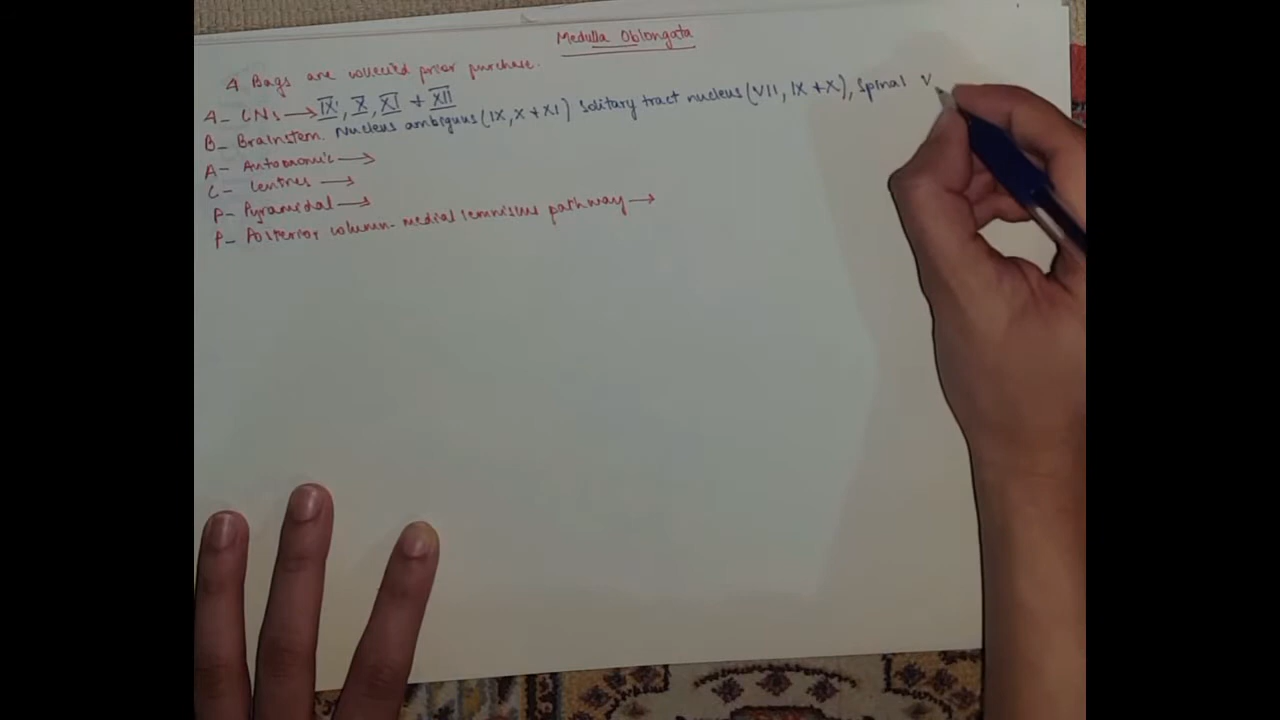 Medulla Oblongata
4 Bags are collected prior purchase.
4- CNs → IX, X, XI + XII
B- Brainstem. Nucleus ambiguus (IX, X + XI) Solitary tract nucleus (VII, IX + X), Spinal V
A- Autonomic →
C- Centres →
P- Pyramidal →
P- Posterior column- medial lemniscus pathway →